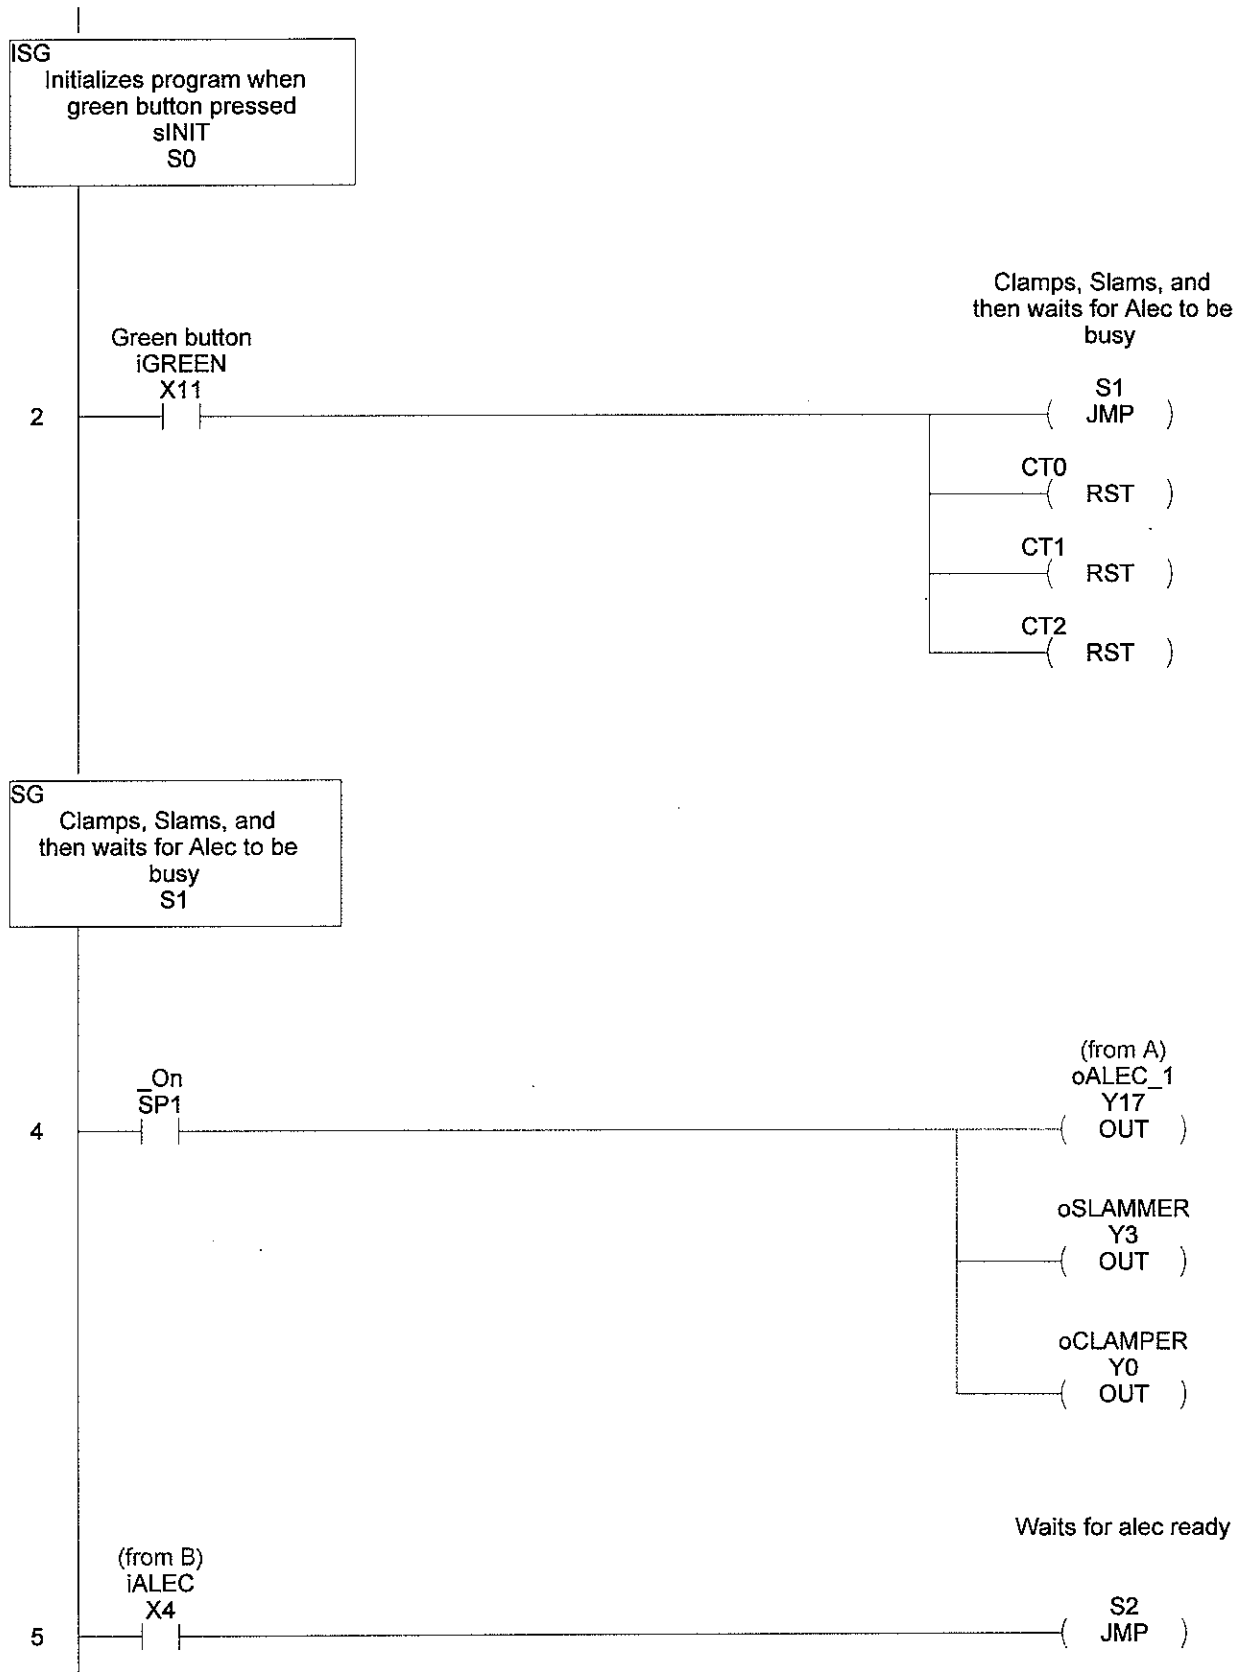 ISG
Initializes program when
green button pressed
sINIT
S0
Clamps, Slams, and
then waits for Alec to be
busy
Green button
iGREEN
X11
S1
2
( JMP )
CT0
( RST )
CT1
( RST )
CT2
( RST )
SG
Clamps, Slams, and
then waits for Alec to be
busy
S1
(from A)
oALEC_1
Y17
_On
SP1
4
( OUT )
oSLAMMER
Y3
( OUT )
oCLAMPER
Y0
( OUT )
Waits for alec ready
(from B)
iALEC
X4
S2
5
( JMP )